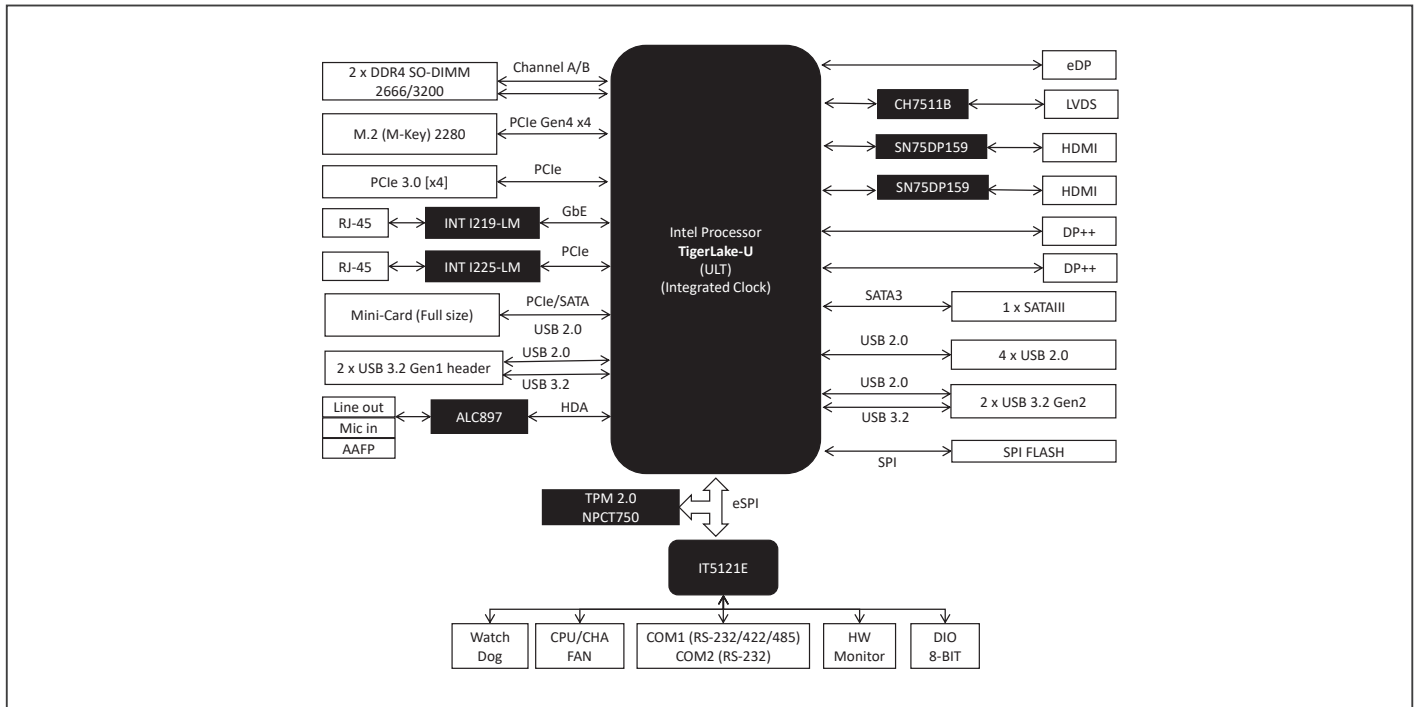 2 x DDR4 SO-DIMM
2666/3200
Channel A/B
M.2 (M-Key) 2280
PCIe Gen4 x4
PCIe 3.0 [x4]
PCIe
RJ-45
INT I219-LM
GbE
RJ-45
INT I225-LM
PCIe
Mini-Card (Full size)
PCIe/SATA
USB 2.0
2 x USB 3.2 Gen1 header
USB 2.0
USB 3.2
Line out
Mic in
AAFP
ALC897
HDA
Intel Processor
TigerLake-U
(ULT)
(Integrated Clock)
eDP
CH7511B
LVDS
SN75DP159
HDMI
SN75DP159
HDMI
DP++
DP++
SATA3
1 x SATAIII
USB 2.0
4 x USB 2.0
USB 2.0
USB 3.2
2 x USB 3.2 Gen2
SPI
SPI FLASH
TPM 2.0
NPCT750
eSPI
IT5121E
Watch
Dog
CPU/CHA
FAN
COM1 (RS-232/422/485)
COM2 (RS-232)
HW
Monitor
DIO
8-BIT